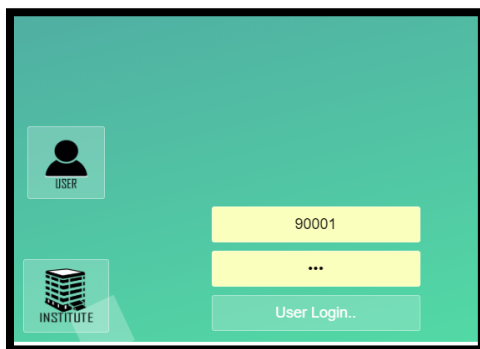 USER
90001
•••
INSTITUTE
User Login..